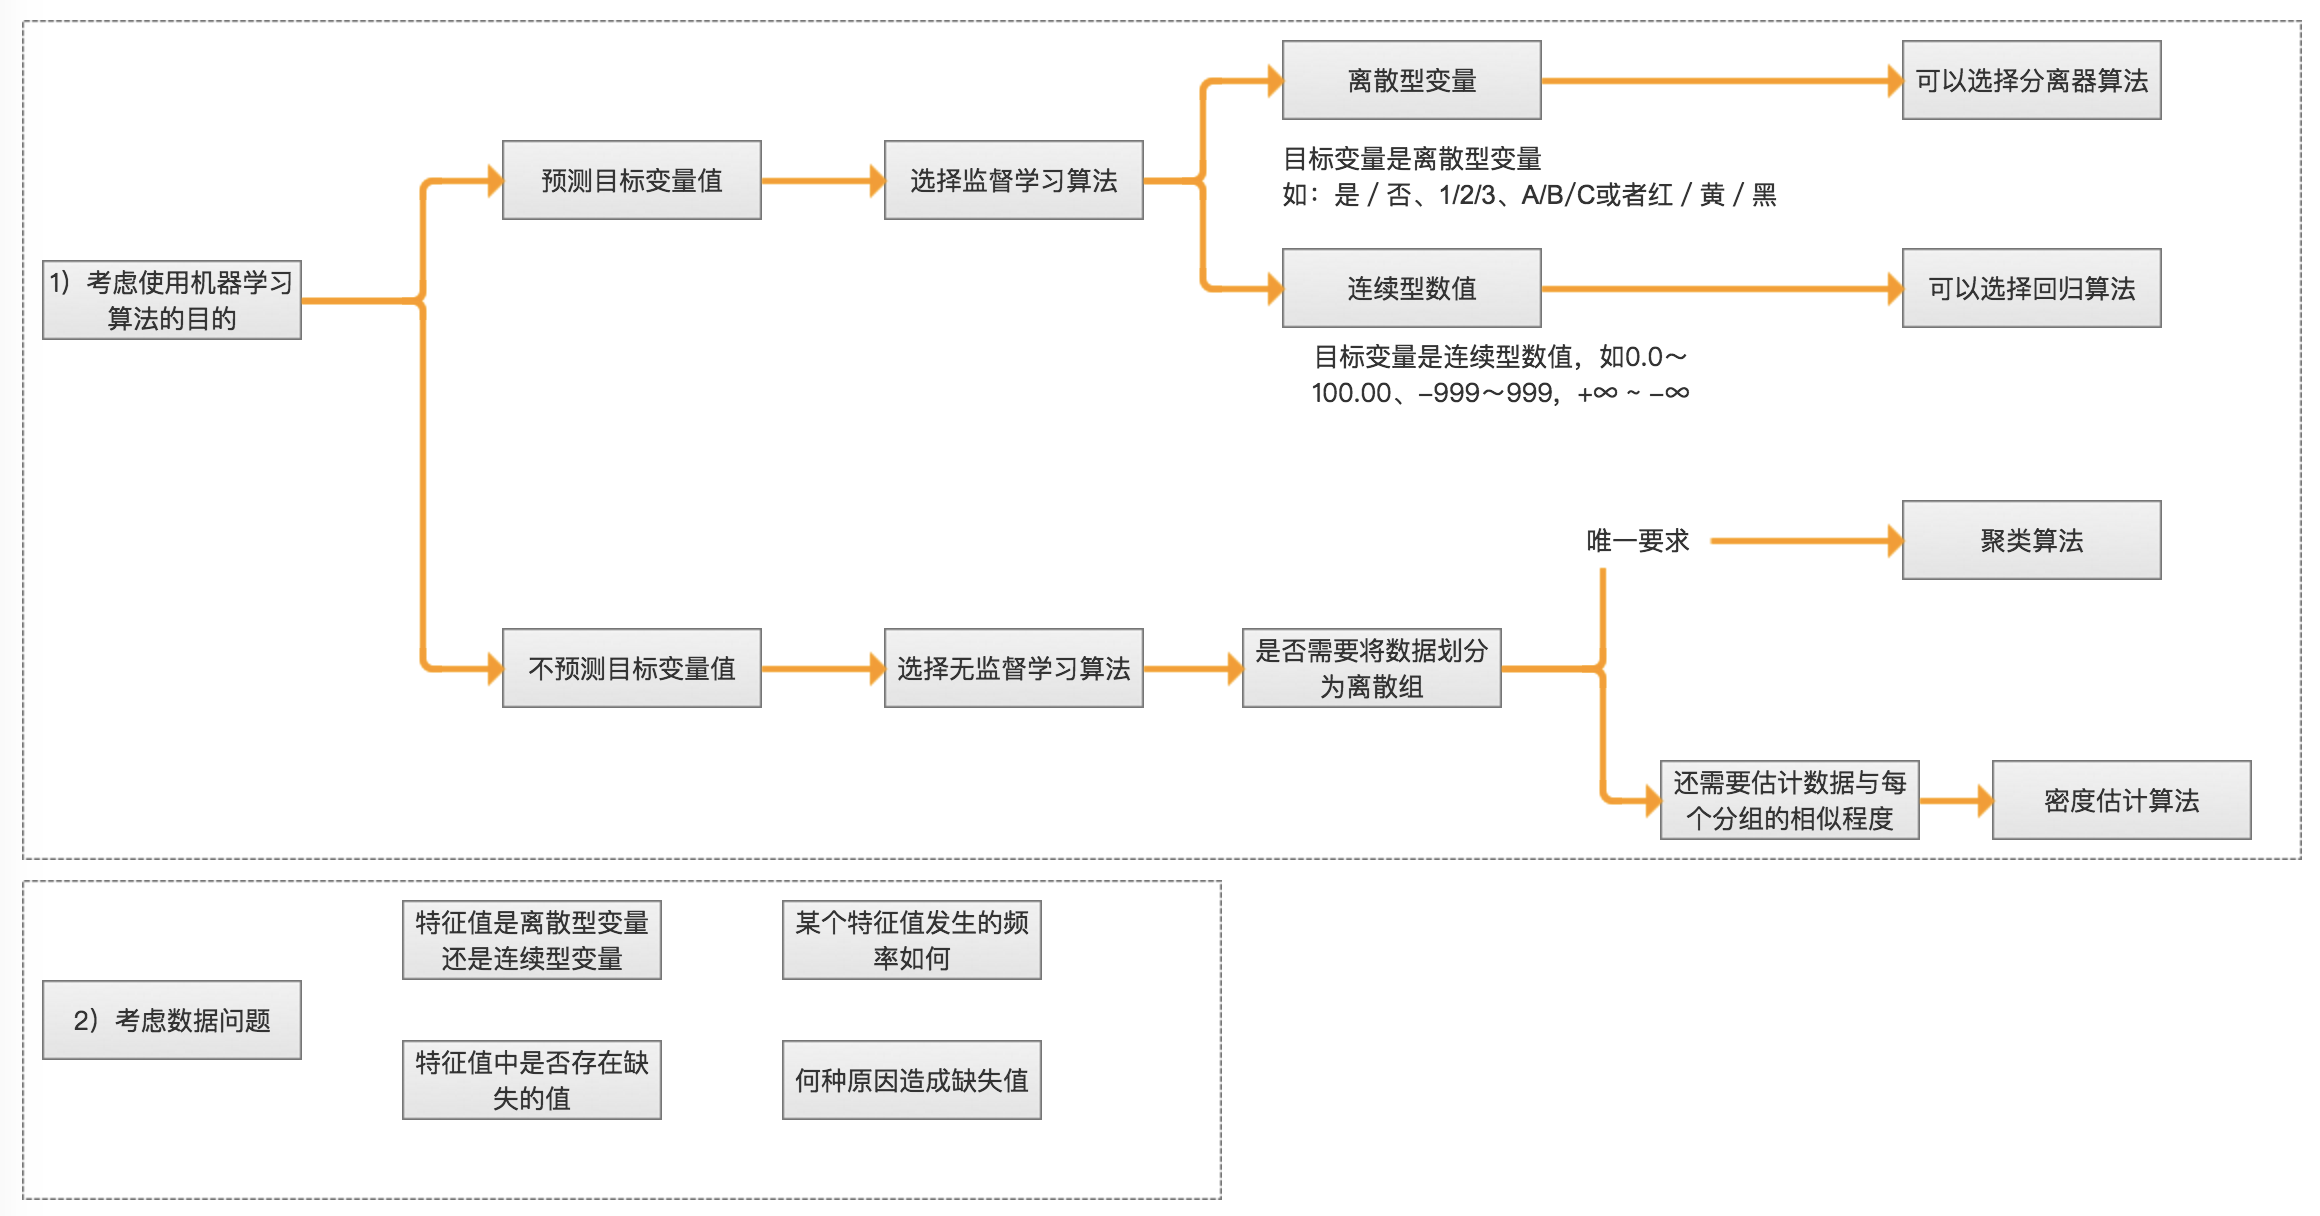 离散型变量
可以选择分离器算法
目标变量是离散型变量
如：是／否、1/2/3、A/B/C或者红／黄／黑
预测目标变量值
选择监督学习算法
1）考虑使用机器学习
算法的目的
连续型数值
可以选择回归算法
目标变量是连续型数值，如0.0～
100.00、-999～999，+∞ ~ -∞
唯一要求
聚类算法
不预测目标变量值
选择无监督学习算法
是否需要将数据划分
为离散组
还需要估计数据与每
个分组的相似程度
密度估计算法
2）考虑数据问题
特征值是离散型变量
还是连续型变量
某个特征值发生的频
率如何
特征值中是否存在缺
失的值
何种原因造成缺失值